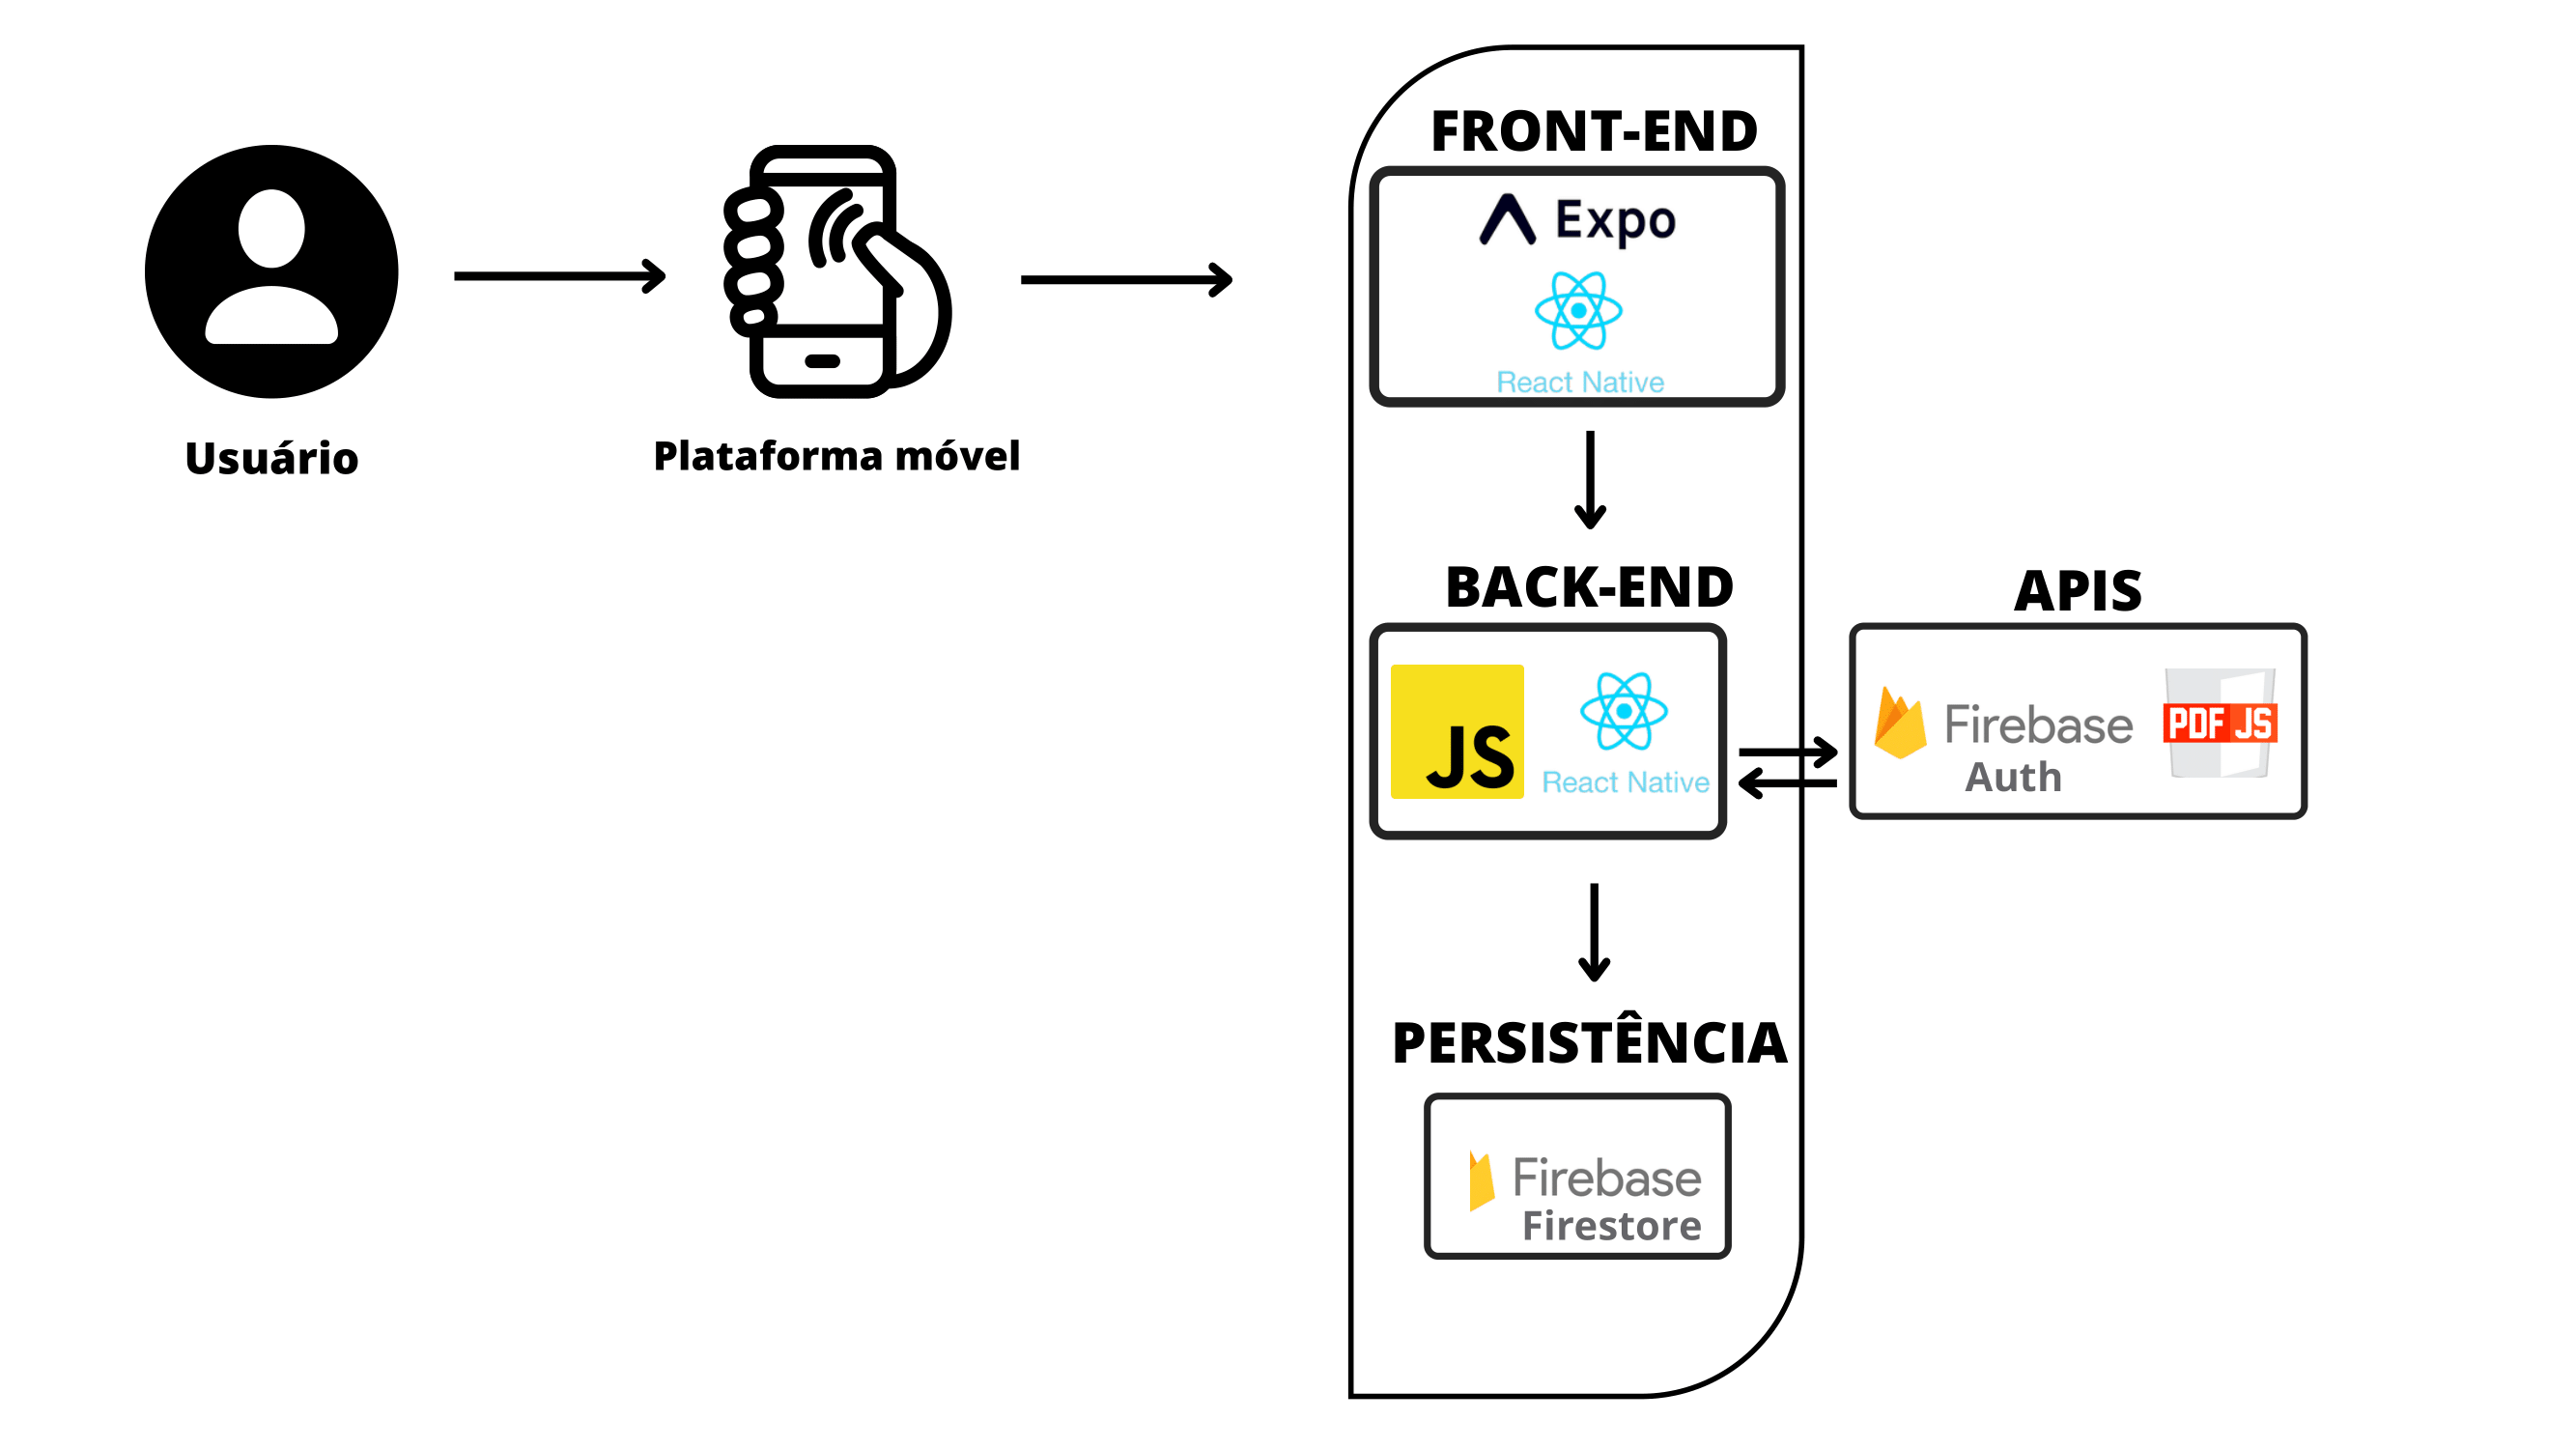 Usuário
Plataforma móvel
FRONT-END
Expo
React Native
BACK-END
JS
React Native
APIS
Firebase
Auth
PDF JS
PERSISTÊNCIA
Firebase
Firestore